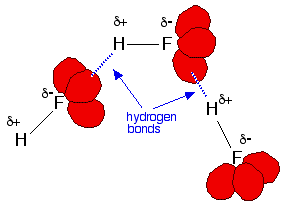 δ+ δ-
H F
δ- F
δ+ H
H δ+
hydrogen
bonds
δ-
F